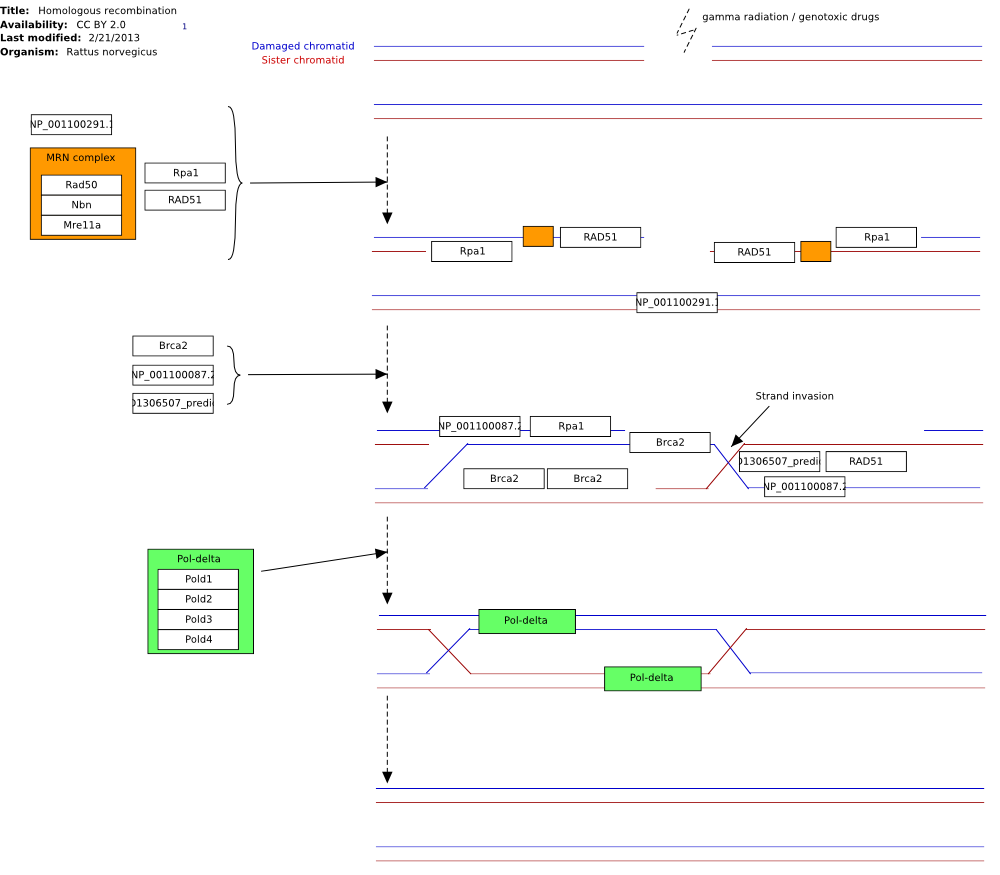 Title: Homologous recombination
Availability: CC BY 2.0
1
Last modified: 2/21/2013
Organism: Rattus norvegicus
gamma radiation / genotoxic drugs
Damaged chromatid
Sister chromatid
NP_001100291.1
MRN complex
Rad50
Nbn
Mre11a
Rpa1
RAD51
Rpa1
RAD51
RAD51
Rpa1
NP_001100291.1
Brca2
NP_001100087.2
D1306507_predic
Strand invasion
NP_001100087.2
Rpa1
Brca2
Brca2
Brca2
D1306507_predic
RAD51
NP_001100087.2
Pol-delta
Pold1
Pold2
Pold3
Pold4
Pol-delta
Pol-delta